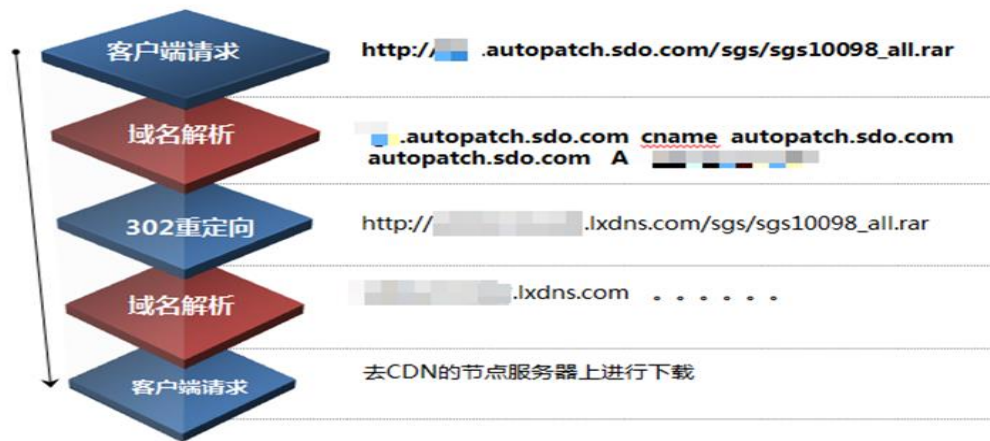 客户端请求
http:// .autopatch.sdo.com/sgs/sgs10098_all.rar
域名解析
.autopatch.sdo.com cname autopatch.sdo.com
autopatch.sdo.com A
302重定向
http:// .lxdns.com/sgs/sgs10098_all.rar
域名解析
.lxdns.com 。。。。。。
客户端请求
去CDN的节点服务器上进行下载